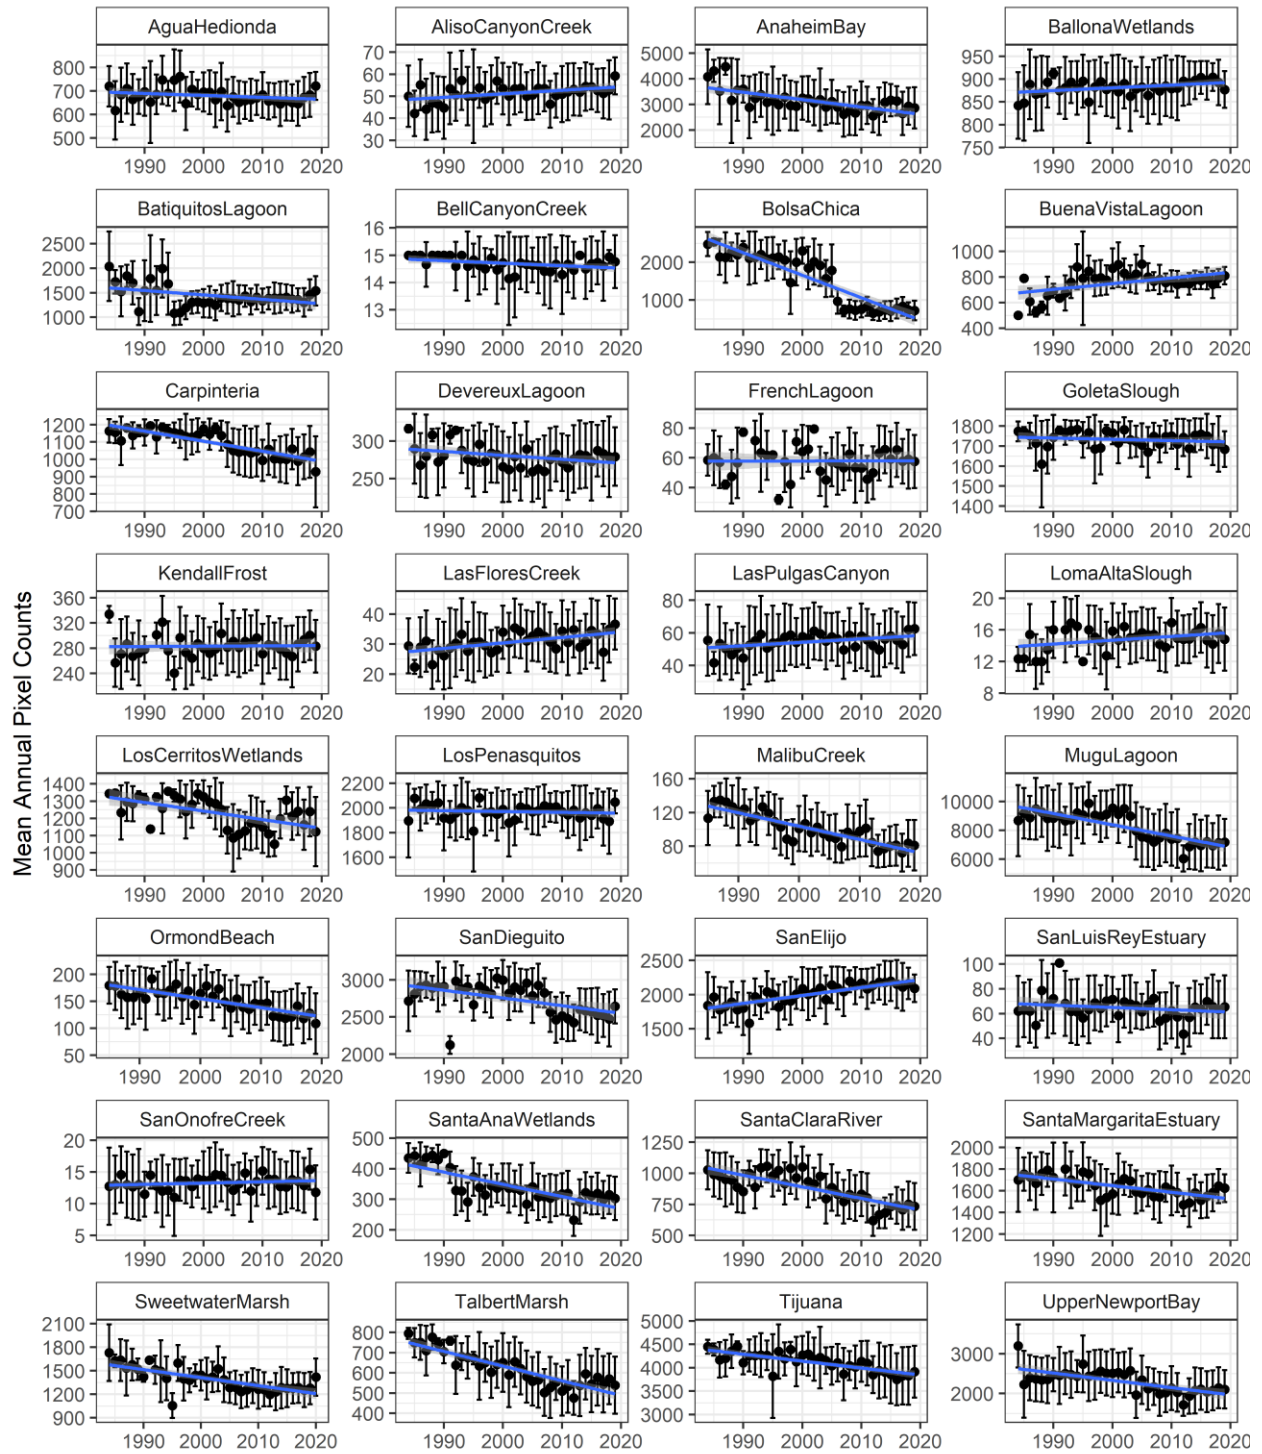 Mean Annual Pixel Counts
AguaHedionda
800
700
600
500
1990 2000 2010 2020
AlisoCanyonCreek
70
60
50
40
30
1990 2000 2010 2020
AnaheimBay
5000
4000
3000
2000
1990 2000 2010 2020
BallonaWetlands
950
900
850
800
750
1990 2000 2010 2020
BatiquitosLagoon
2500
2000
1500
1000
1990 2000 2010 2020
BellCanyonCreek
16
15
14
13
1990 2000 2010 2020
BolsaChica
2000
1000
1990 2000 2010 2020
BuenaVistaLagoon
1000
800
600
400
1990 2000 2010 2020
Carpinteria
1200
1100
1000
900
800
700
1990 2000 2010 2020
DevereuxLagoon
300
250
1990 2000 2010 2020
FrenchLagoon
80
60
40
1990 2000 2010 2020
GoletaSlough
1800
1700
1600
1500
1400
1990 2000 2010 2020
KendallFrost
360
320
280
240
1990 2000 2010 2020
LasFloresCreek
40
30
20
1990 2000 2010 2020
LasPulgasCanyon
80
60
40
1990 2000 2010 2020
LomaAltaSlough
20
16
12
8
1990 2000 2010 2020
LosCerritosWetlands
1400
1300
1200
1100
1000
900
1990 2000 2010 2020
LosPenasquitos
2200
2000
1800
1600
1990 2000 2010 2020
MalibuCreek
160
120
80
1990 2000 2010 2020
MuguLagoon
10000
8000
6000
1990 2000 2010 2020
OrmondBeach
200
150
100
50
1990 2000 2010 2020
SanDieguito
3000
2500
2000
1990 2000 2010 2020
SanElijo
2500
2000
1500
1990 2000 2010 2020
SanLuisReyEstuary
100
80
60
40
1990 2000 2010 2020
SanOnofreCreek
20
15
10
5
1990 2000 2010 2020
SantaAnaWetlands
500
400
300
200
1990 2000 2010 2020
SantaClaraRiver
1250
1000
750
500
1990 2000 2010 2020
SantaMargaritaEstuary
2000
1800
1600
1400
1200
1990 2000 2010 2020
SweetwaterMarsh
2100
1800
1500
1200
900
1990 2000 2010 2020
TalbertMarsh
800
700
600
500
400
1990 2000 2010 2020
Tijuana
5000
4500
4000
3500
3000
1990 2000 2010 2020
UpperNewportBay
3000
2000
1990 2000 2010 2020